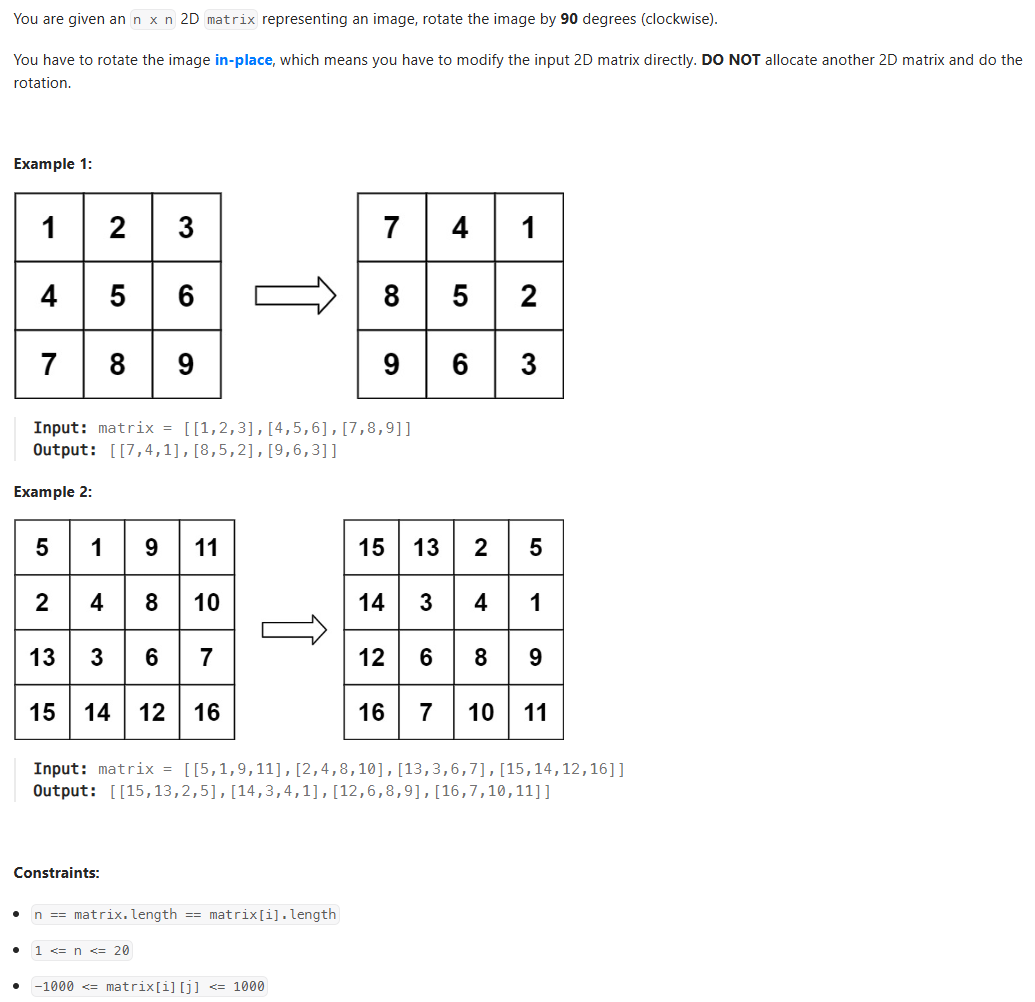 You are given an n x n 2D matrix representing an image, rotate the image by 90 degrees (clockwise).
You have to rotate the image in-place, which means you have to modify the input 2D matrix directly. DO NOT allocate another 2D matrix and do the
rotation.
Example 1:
1 2 3 7 4 1
4 5 6 8 5 2
7 8 9 9 6 3
Input: matrix = [[1,2,3],[4,5,6],[7,8,9]]
Output: [[7,4,1],[8,5,2],[9,6,3]]
Example 2:
5 1 9 11 15 13 2 5
2 4 8 10 14 3 4 1
13 3 6 7 12 6 8 9
15 14 12 16 16 7 10 11
Input: matrix = [[5,1,9,11],[2,4,8,10],[13,3,6,7],[15,14,12,16]]
Output: [[15,13,2,5],[14,3,4,1],[12,6,8,9],[16,7,10,11]]
Constraints:
• n == matrix.length == matrix[i].length
• 1 <= n <= 20
• -1000 <= matrix[i][j] <= 1000